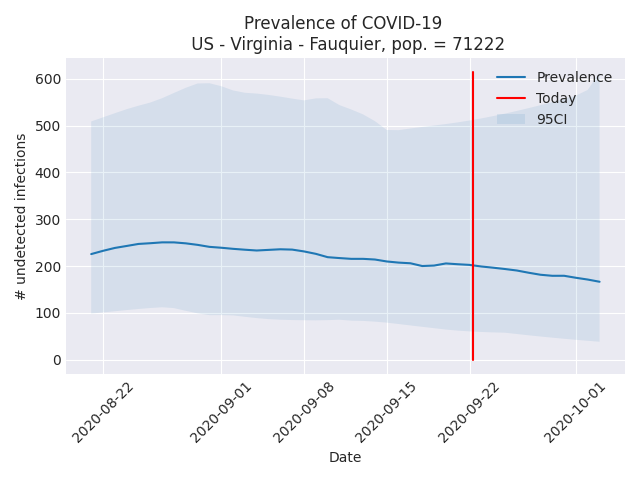 Prevalence of COVID-19
US - Virginia - Fauquier, pop. = 71222
600
500
400
300
200
100
0
# undetected infections
Prevalence
Today
95CI
2020-08-22
2020-09-01
2020-09-08
2020-09-15
2020-09-22
2020-10-01
Date